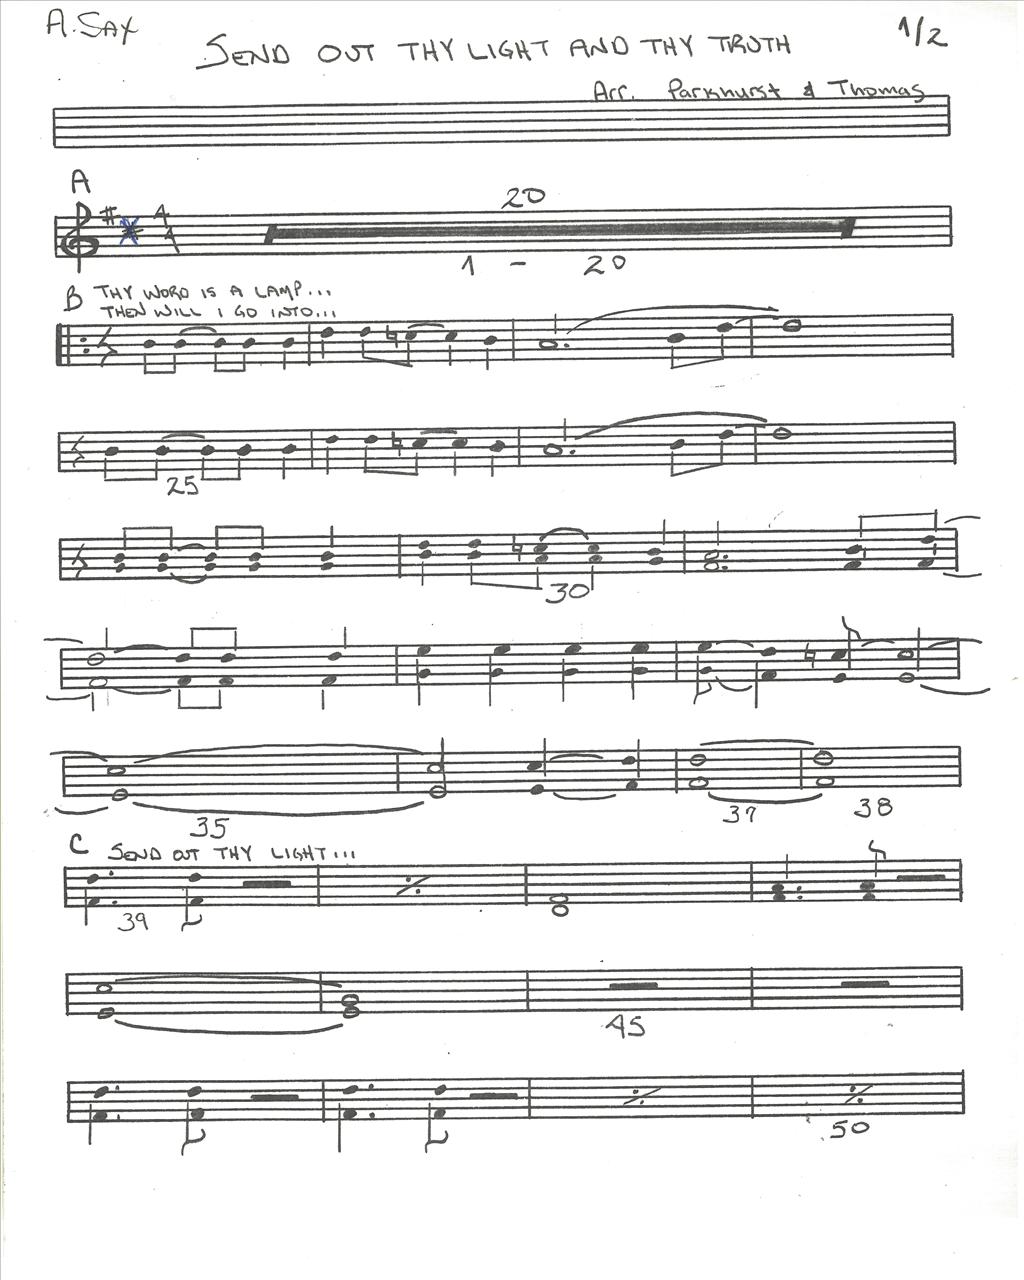 A. SAX
1/2
SEND OUT THY LIGHT AND THY TRUTH
Arr. Parkhurst & Thomas
A
20
4
4
1 - 20
B THY WORD IS A LAMP...
THEN WILL I GO INTO...
25
30
35
37
38
C SEND OUT THY LIGHT...
39
45
50